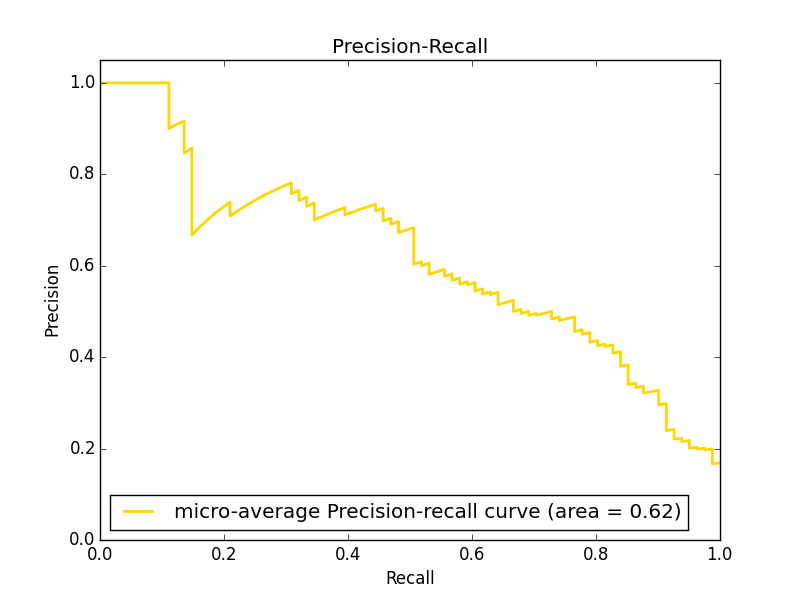 Precision-Recall
1.0
0.8
0.6
0.4
0.2
0.0
Precision
micro-average Precision-recall curve (area = 0.62)
0.0 0.2 0.4 0.6 0.8 1.0
Recall